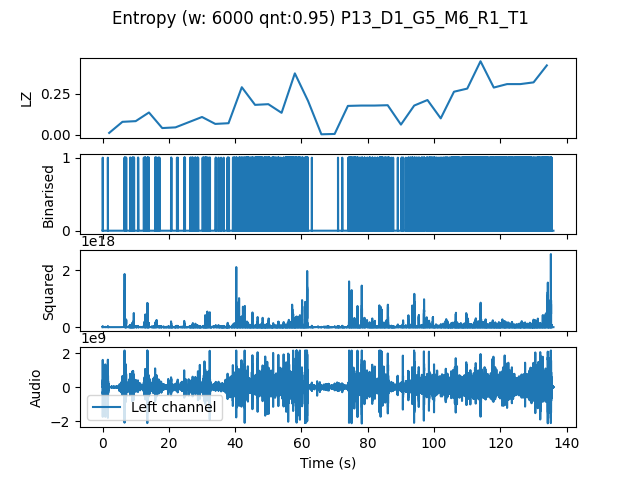 Entropy (w: 6000 qnt:0.95) P13_D1_G5_M6_R1_T1
LZ
0.25
0.00
Binarised
1
0
1e18
Squared
2
0
1e9
Audio
2
0
−2
Left channel
0 20 40 60 80 100 120 140
Time (s)